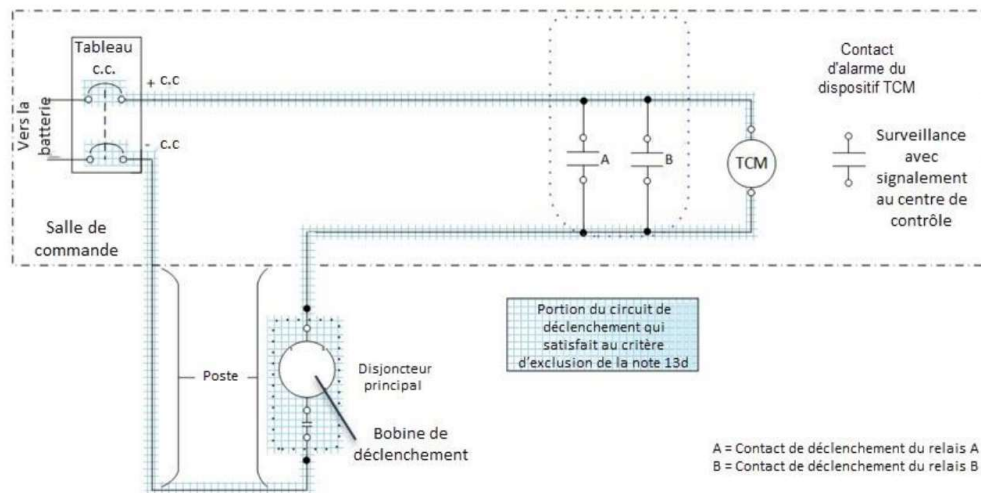 Tableau
c.c.
+ c.c
- c.c
Vers la
batterie
Salle de
commande
A
B
TCM
Contact
d'alarme du
dispositif TCM
Surveillance
avec
signalement
au centre de
contrôle
Portion du circuit de
déclenchement qui
satisfait au critère
d'exclusion de la note 13d
Poste
Disjoncteur
principal
Bobine de
déclenchement
A = Contact de déclenchement du relais A
B = Contact de déclenchement du relais B